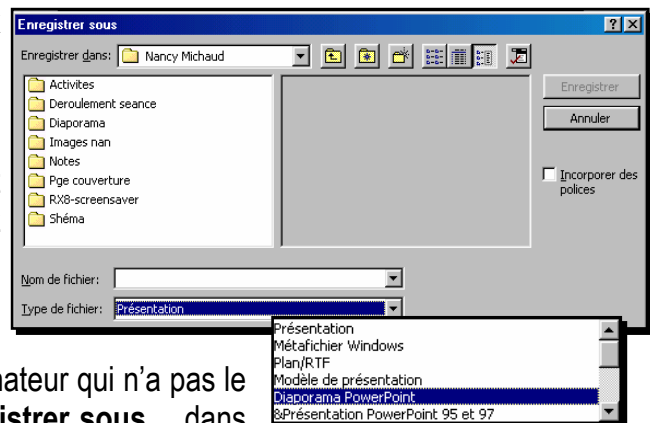 Enregistrer sous
Enregistrer dans: Nancy Michaud
Activites
Deroulement seance
Diaporama
Images nan
Notes
Pge couverture
RX8-screensaver
Shéma
Enregistrer
Annuler
Incorporer des
polices
Nom de fichier:
Type de fichier: Présentation
Présentation
Métafichier Windows
Plan/RTF
Modèle de présentation
Diaporama PowerPoint
&Présentation PowerPoint 95 et 97
qui n'a pas le
sous dans